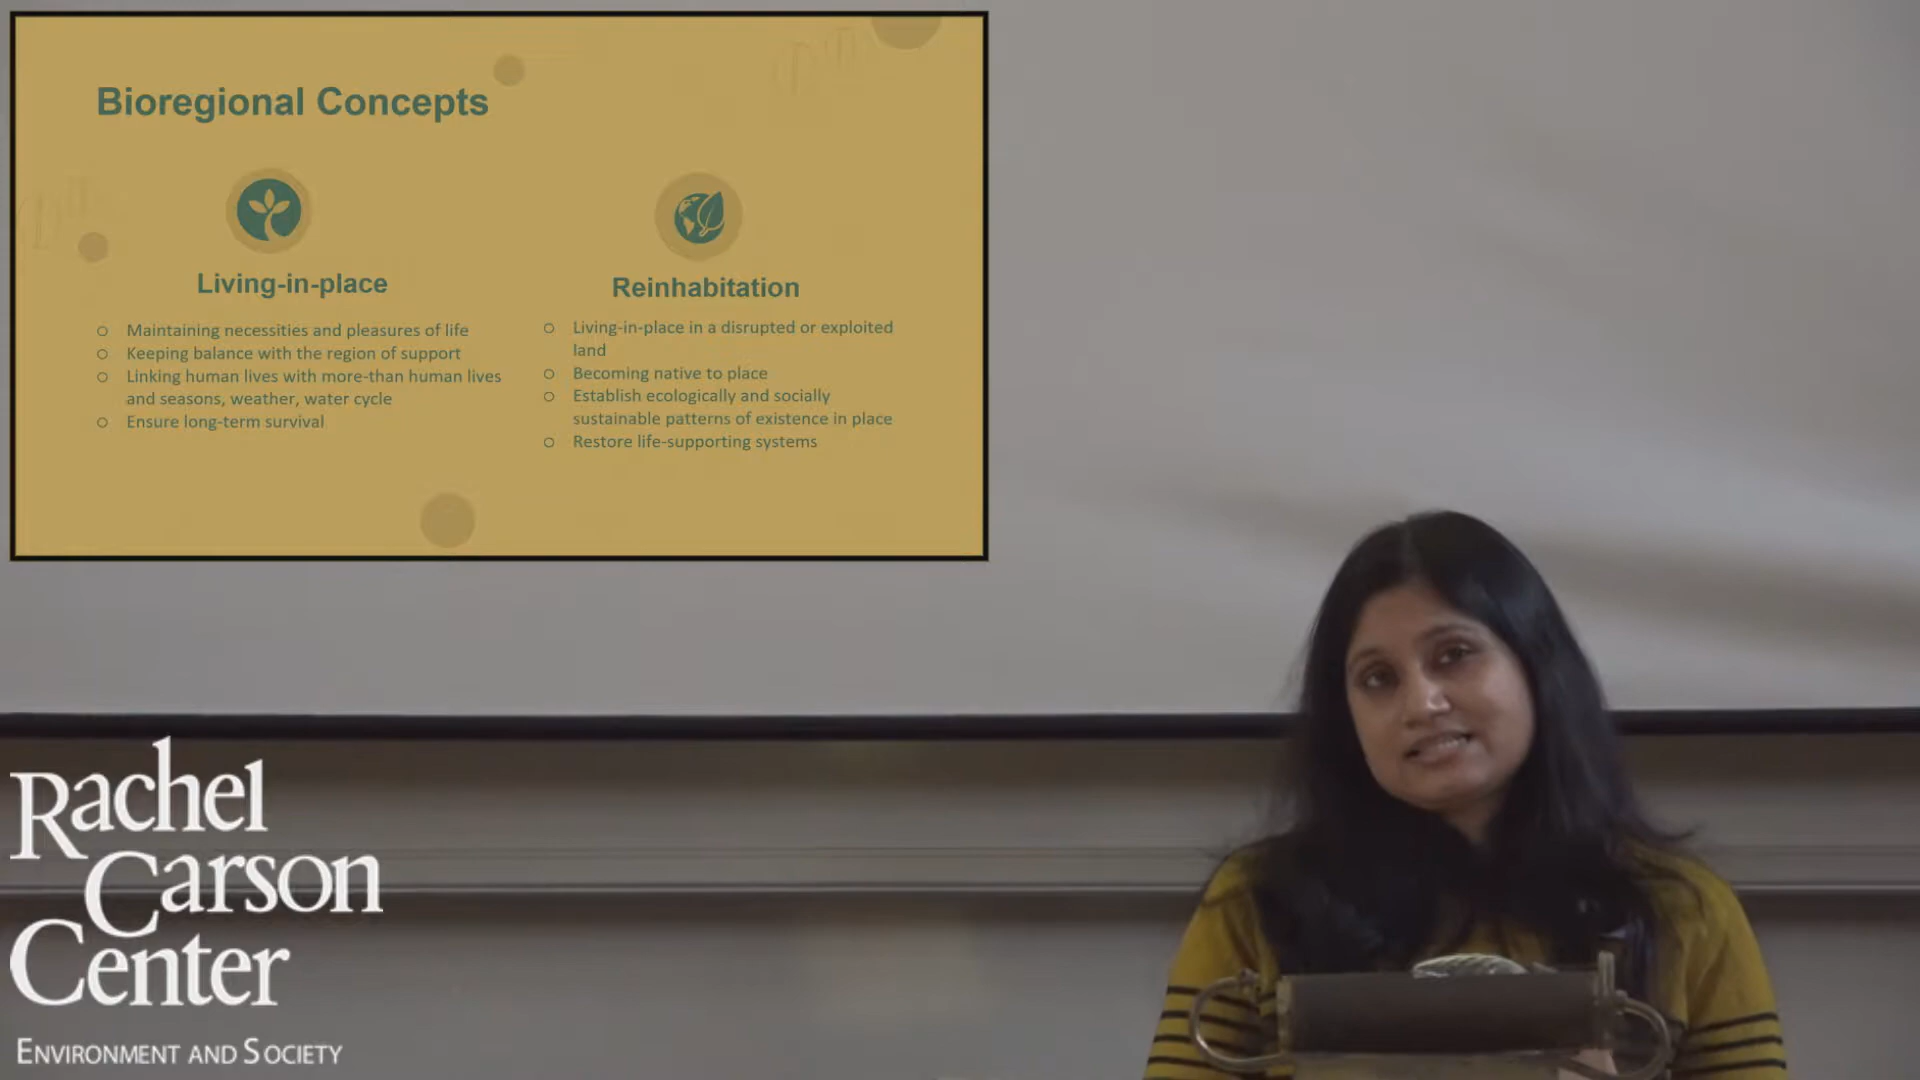 Bioregional Concepts
Living-in-place
○ Maintaining necessities and pleasures of life
○ Keeping balance with the region of support
○ Linking human lives with more-than human lives
and seasons, weather, water cycle
○ Ensure long-term survival
Reinhabitation
○ Living-in-place in a disrupted or exploited
land
○ Becoming native to place
○ Establish ecologically and socially
sustainable patterns of existence in place
○ Restore life-supporting systems
Rachel
Carson
Center
ENVIRONMENT AND SOCIETY